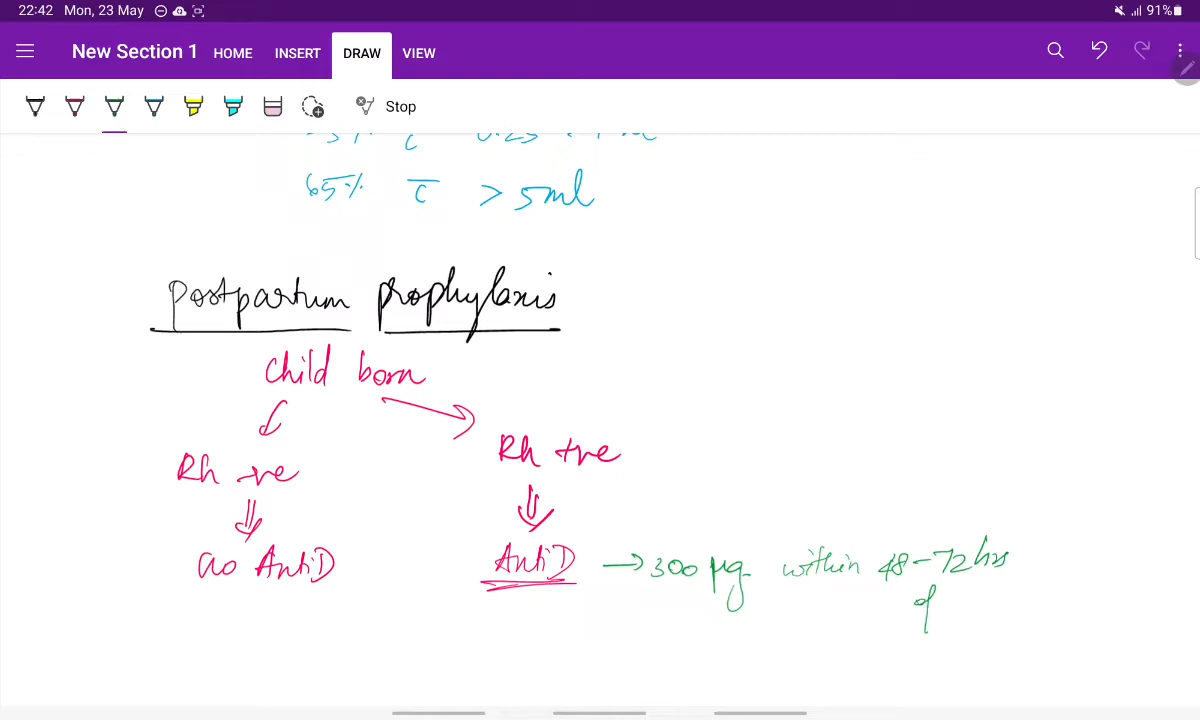 22:42 Mon, 23 May 91%
New Section 1 HOME INSERT DRAW VIEW
Stop
65% c̅ > 5ml
Postpartum prophylaxis
Child born
Rh -ve
Rh +ve
no AntiD
AntiD → 300 μg within 48-72 hrs
of